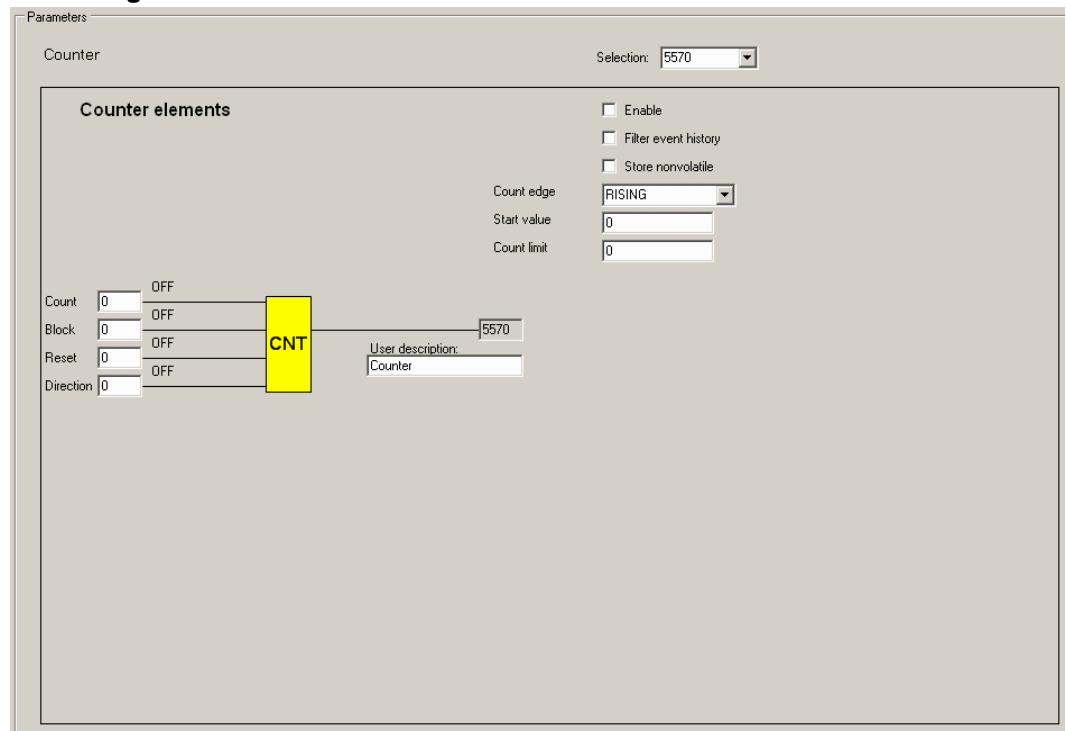 Parameters
Counter
Selection: 5570
Counter elements
Enable
Filter event history
Store nonvolatile
Count edge RISING
Start value 0
Count limit 0
OFF
Count 0
OFF
Block 0
5570
OFF
CNT
User description:
Reset 0
Counter
OFF
Direction 0